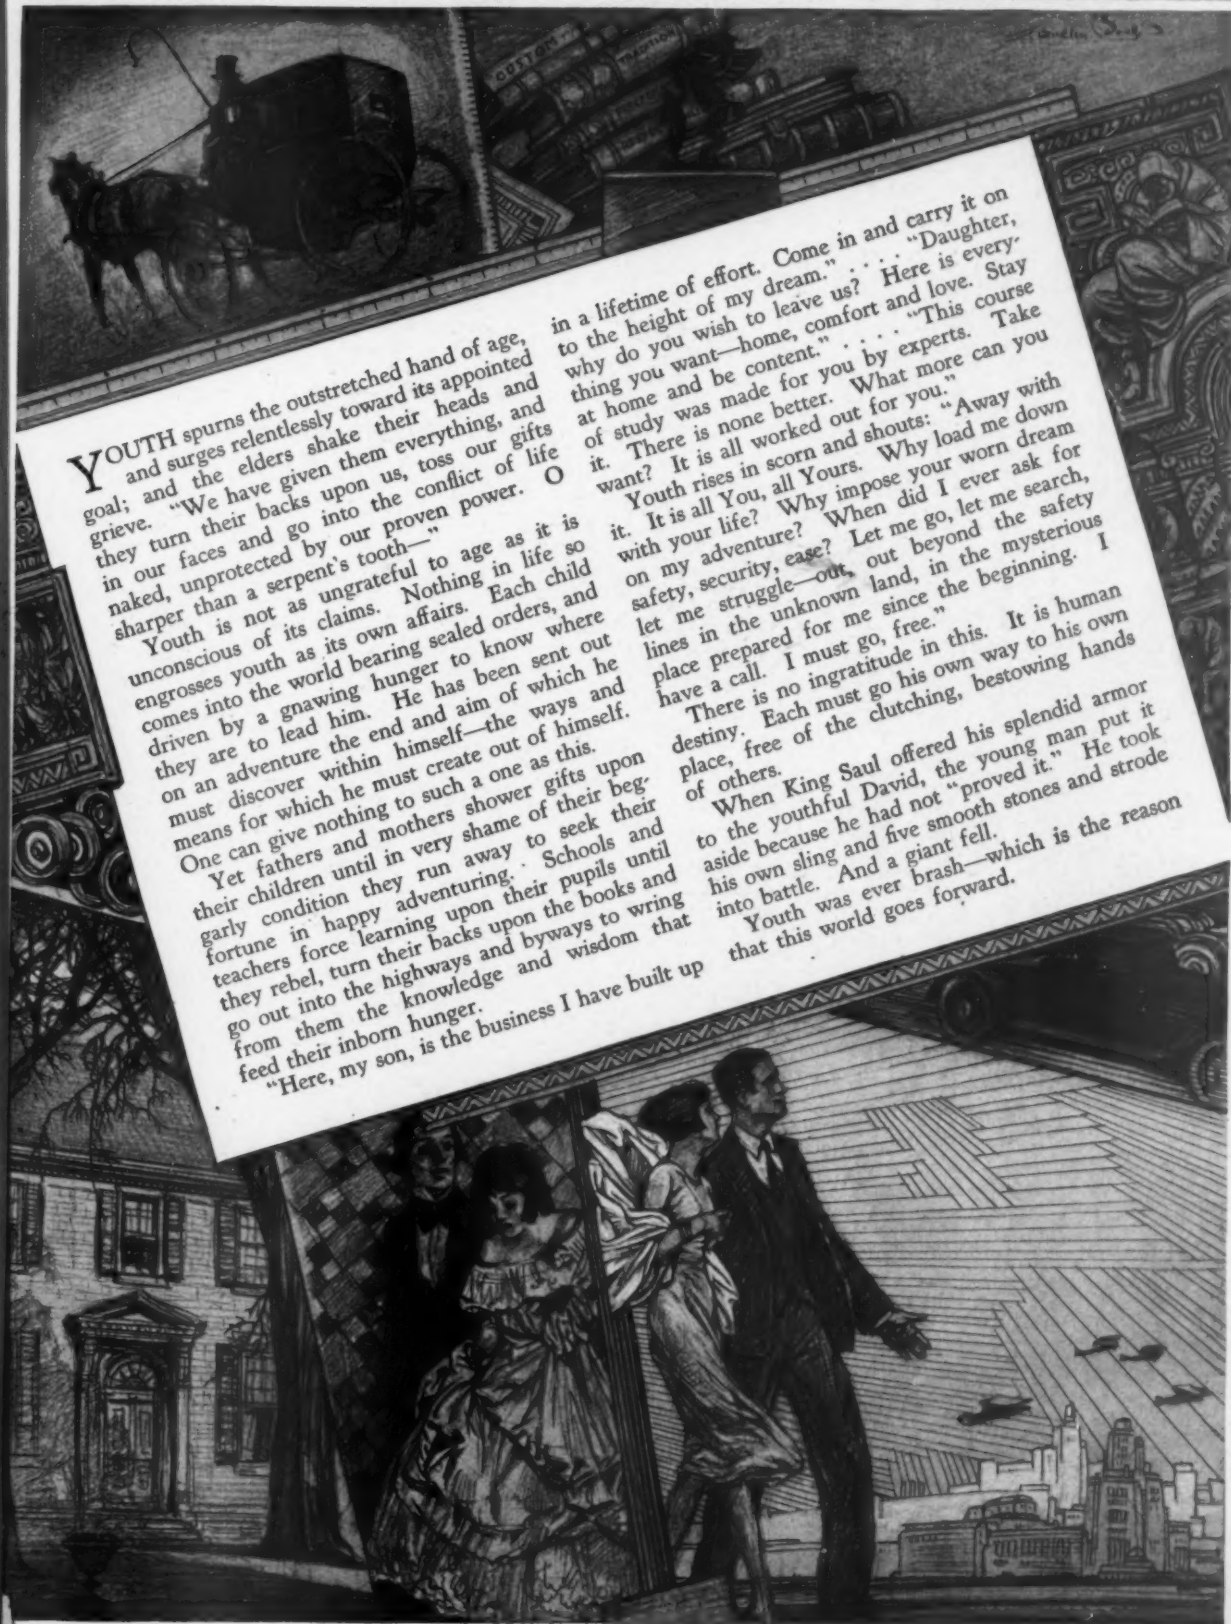 CUSTOM
TRADITION
YOUTH spurns the outstretched hand of age,
and surges relentlessly toward its appointed
goal; and the elders shake their heads and
grieve. “We have given them everything, and
they turn their backs upon us, toss our gifts
in our faces and go into the conflict of life
naked, unprotected by our proven power. O
sharper than a serpent's tooth—”
Youth is not as ungrateful to age as it is
unconscious of its claims. Nothing in life so
engrosses youth as its own affairs. Each child
comes into the world bearing sealed orders, and
driven by a gnawing hunger to know where
they are to lead him. He has been sent out
on an adventure the end and aim of which he
must discover within himself—the ways and
means for which he must create out of himself.
One can give nothing to such a one as this.
Yet fathers and mothers shower gifts upon
their children until in very shame of their beg-
garly condition they run away to seek their
fortune in happy adventuring. Schools and
teachers force learning upon their pupils until
they rebel, turn their backs upon the books and
go out into the highways and byways to wring
from them the knowledge and wisdom that
feed their inborn hunger.
“Here, my son, is the business I have built up
in a lifetime of effort. Come in and carry it on
to the height of my dream.” . . . . “Daughter,
why do you wish to leave us? Here is every-
thing you want—home, comfort and love. Stay
at home and be content.” . . . . “This course
of study was made for you by experts. Take
it. There is none better. What more can you
want? It is all worked out for you.”
Youth rises in scorn and shouts: “Away with
it. It is all You, all Yours. Why load me down
with your life? Why impose your worn dream
on my adventure? When did I ever ask for
safety, security, ease? Let me go, let me search,
let me struggle—out, out beyond the safety
lines in the unknown land, in the mysterious
place prepared for me since the beginning. I
have a call. I must go, free.”
There is no ingratitude in this. It is human
destiny. Each must go his own way to his own
place, free of the clutching, bestowing hands
of others.
When King Saul offered his splendid armor
to the youthful David, the young man put it
aside because he had not “proved it.” He took
his own sling and five smooth stones and strode
into battle. And a giant fell.
Youth was ever brash—which is the reason
that this world goes forward.